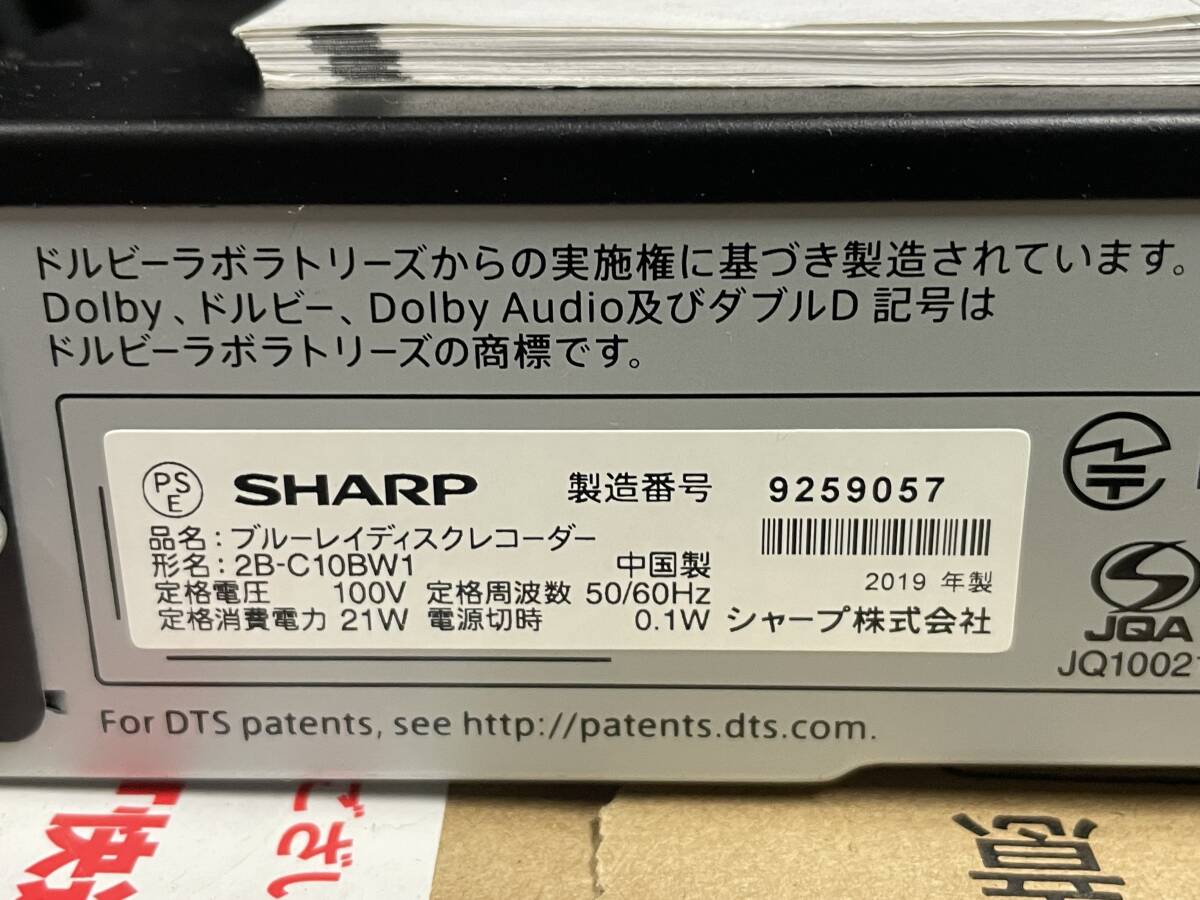 ドルビーラボラトリーズからの実施権に基づき製造されています。
Dolby、ドルビー、Dolby Audio及びダブルD 記号は
ドルビーラボラトリーズの商標です。
PS
E
SHARP 製造番号 9259057
品名：ブルーレイディスクレコーダー
形名：2B-C10BW1 中国製
2019 年製
定格電圧 100V 定格周波数 50/60Hz
定格消費電力 21W 電源切時 0.1W シャープ株式会社
JQA
JQ10021
For DTS patents, see http://patents.dts.com.